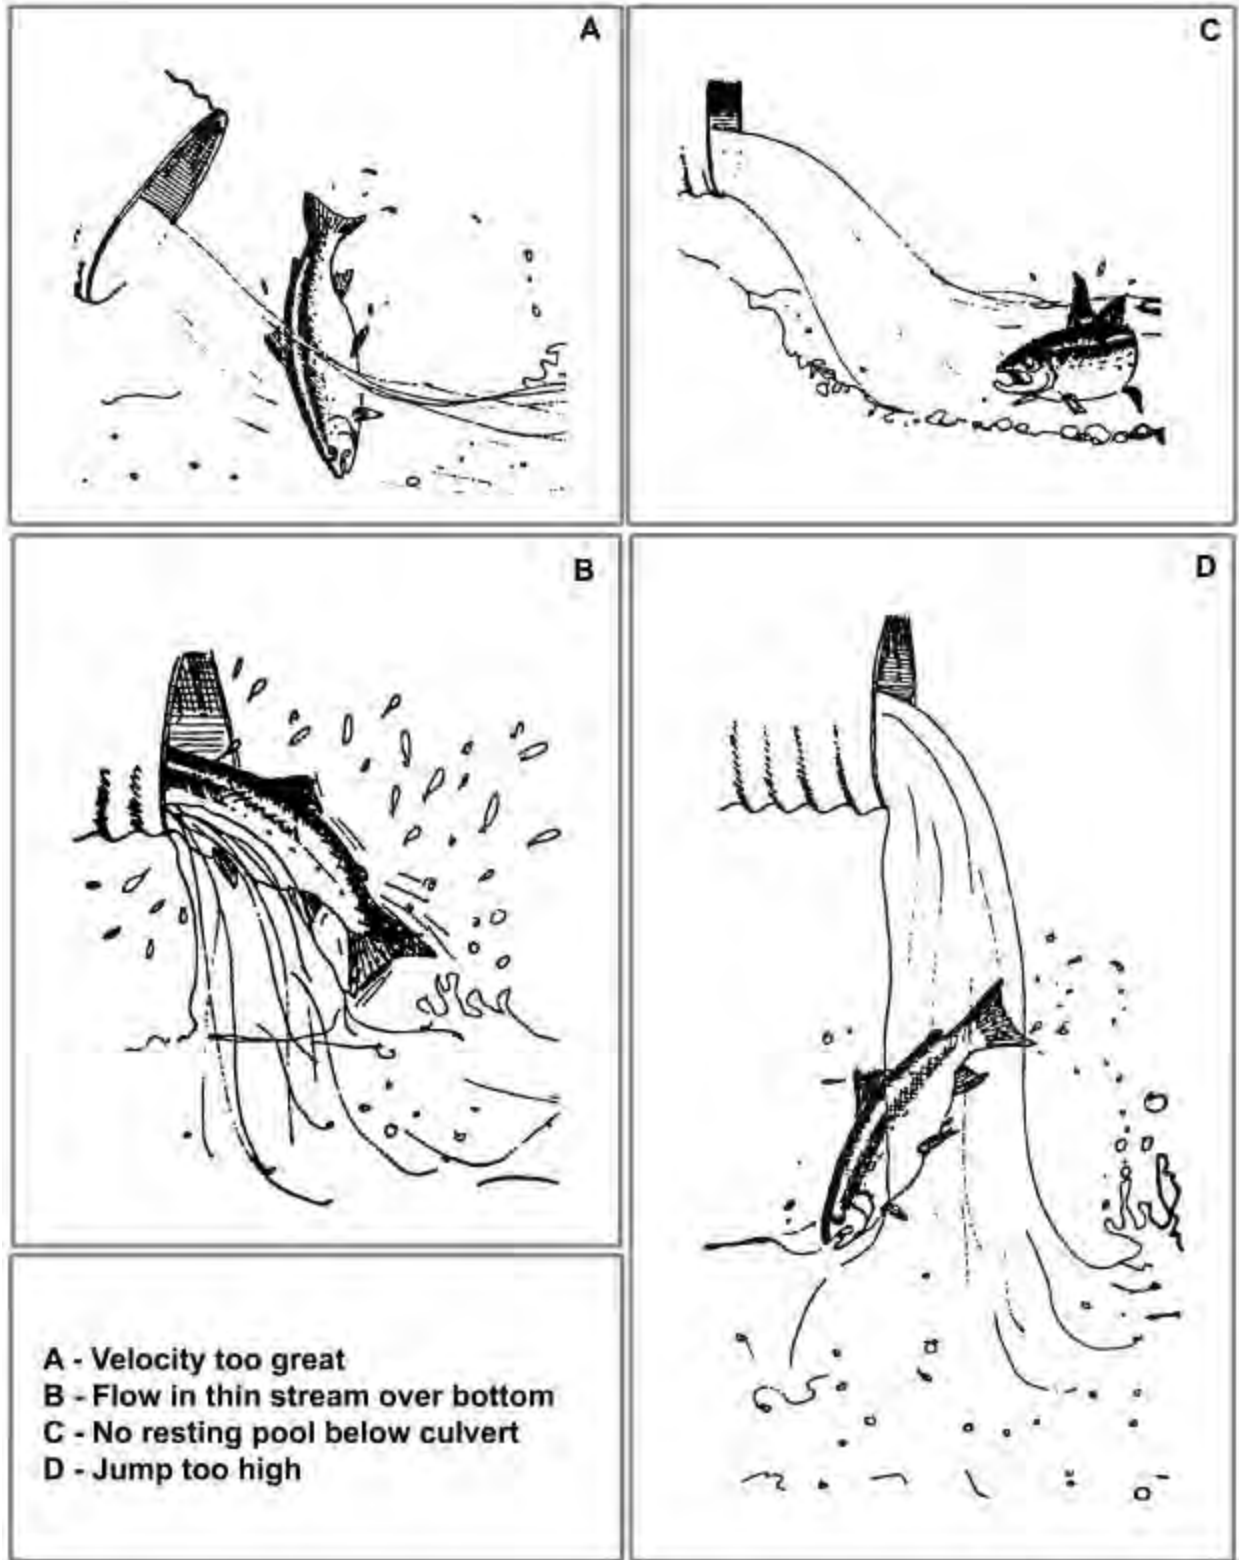 A
C
B
D
A - Velocity too great
B - Flow in thin stream over bottom
C - No resting pool below culvert
D - Jump too high